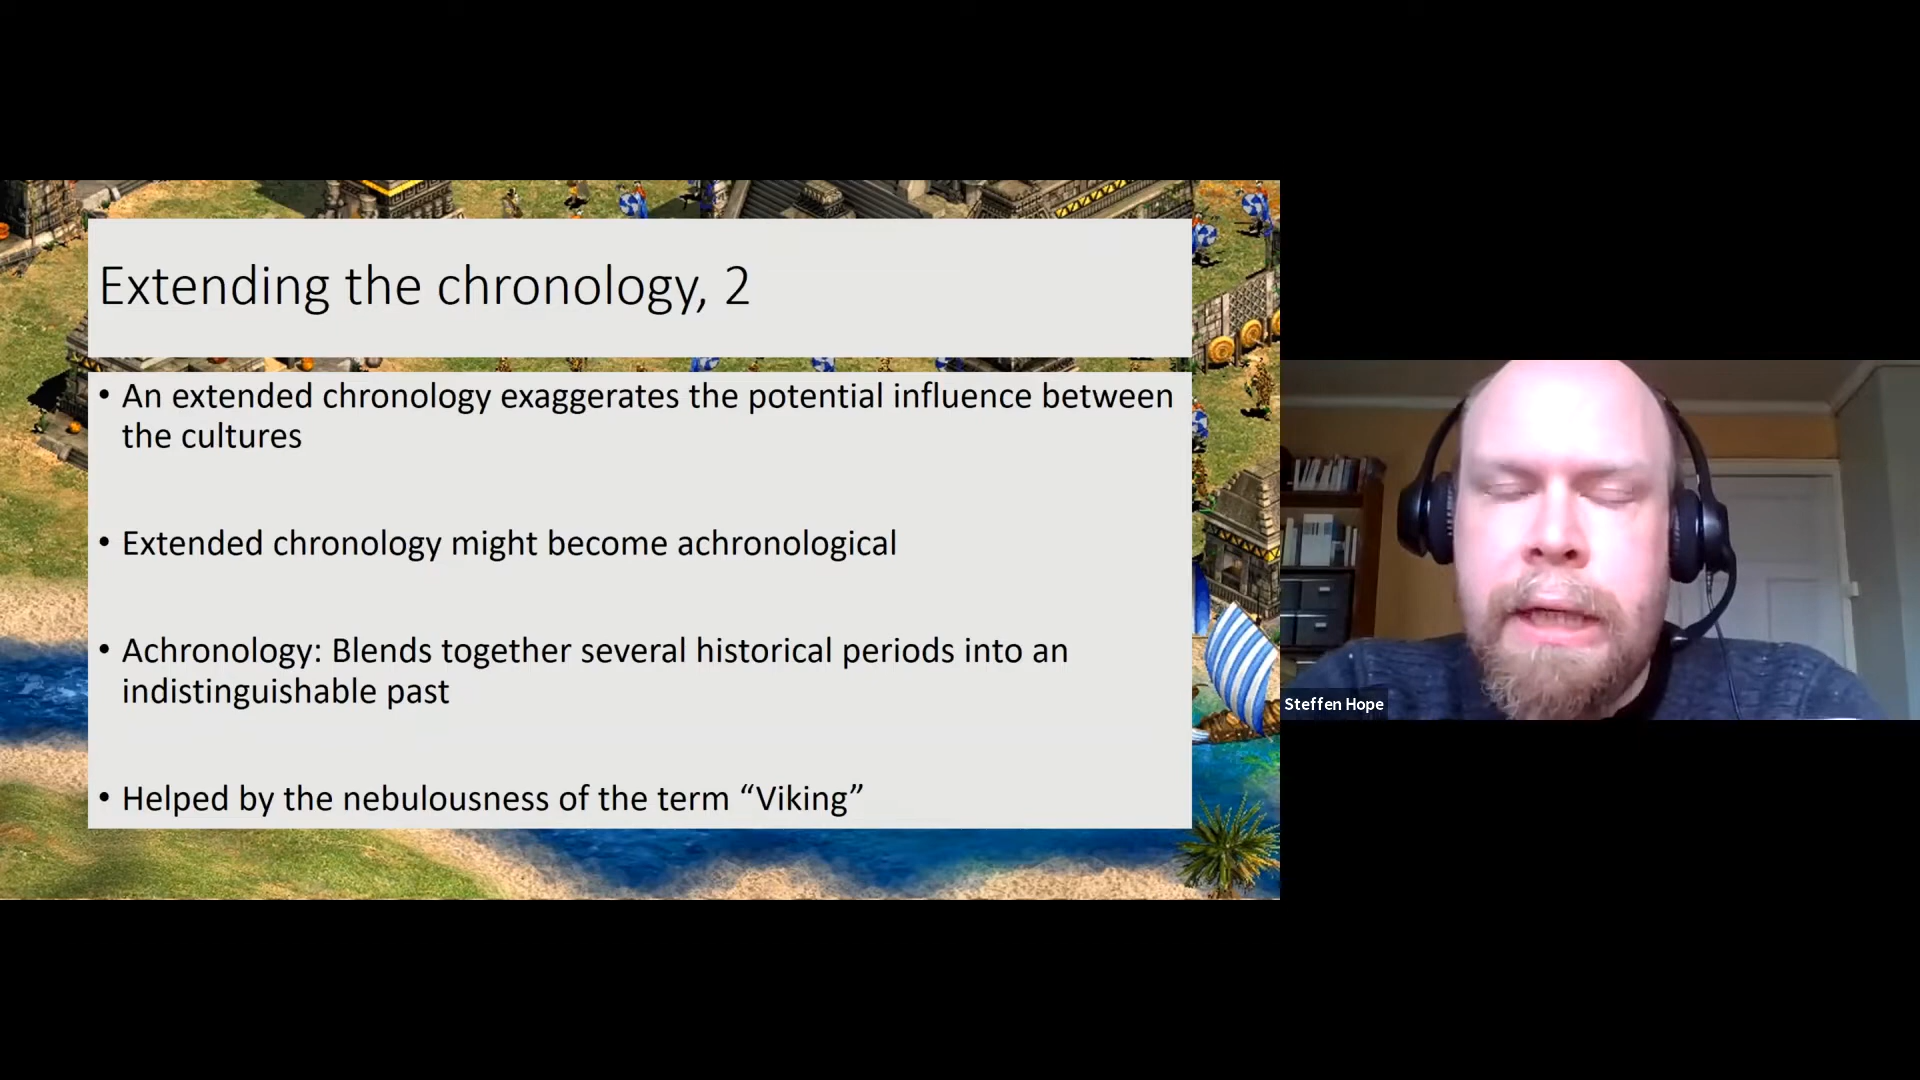 Extending the chronology, 2
• An extended chronology exaggerates the potential influence between
the cultures
• Extended chronology might become achronological
• Achronology: Blends together several historical periods into an
indistinguishable past
• Helped by the nebulousness of the term “Viking”
Steffen Hope